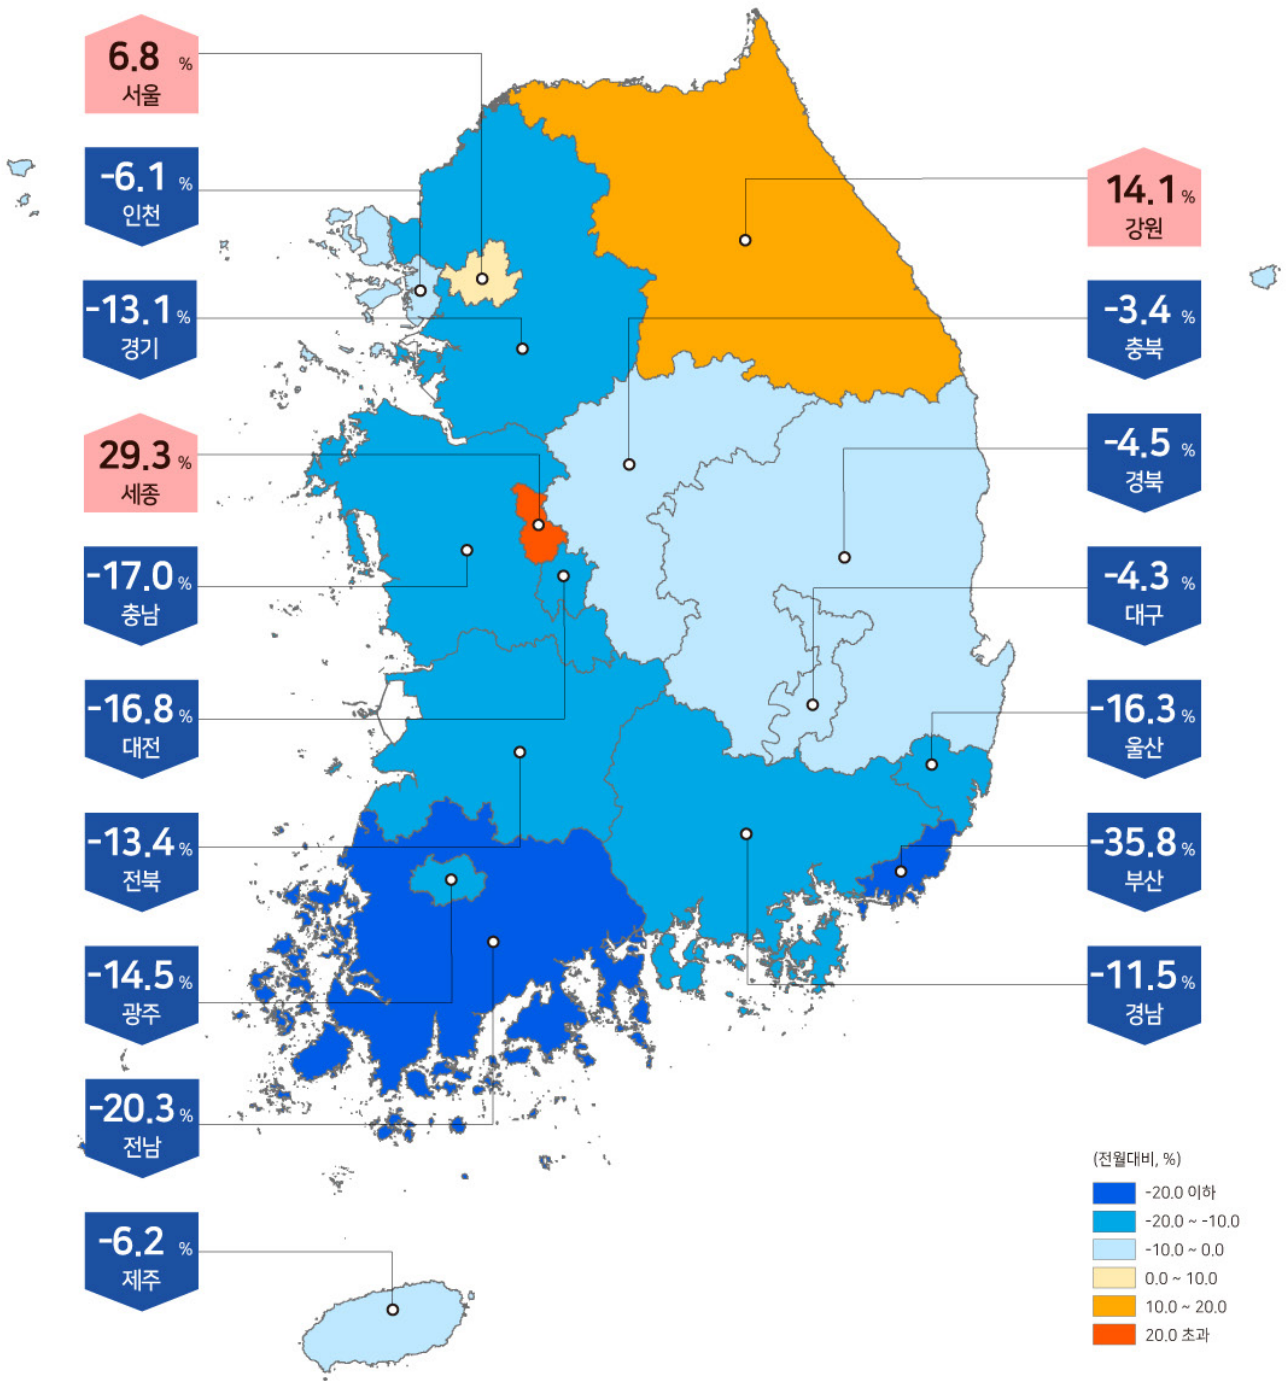 6.8 %
서울
-6.1 %
인천
-13.1 %
경기
29.3 %
세종
-17.0 %
충남
-16.8 %
대전
-13.4 %
전북
-14.5 %
광주
-20.3 %
전남
-6.2 %
제주
14.1 %
강원
-3.4 %
충북
-4.5 %
경북
-4.3 %
대구
-16.3 %
울산
-35.8 %
부산
-11.5 %
경남
(전월대비, %)
-20.0 이하
-20.0 ~ -10.0
-10.0 ~ 0.0
0.0 ~ 10.0
10.0 ~ 20.0
20.0 초과